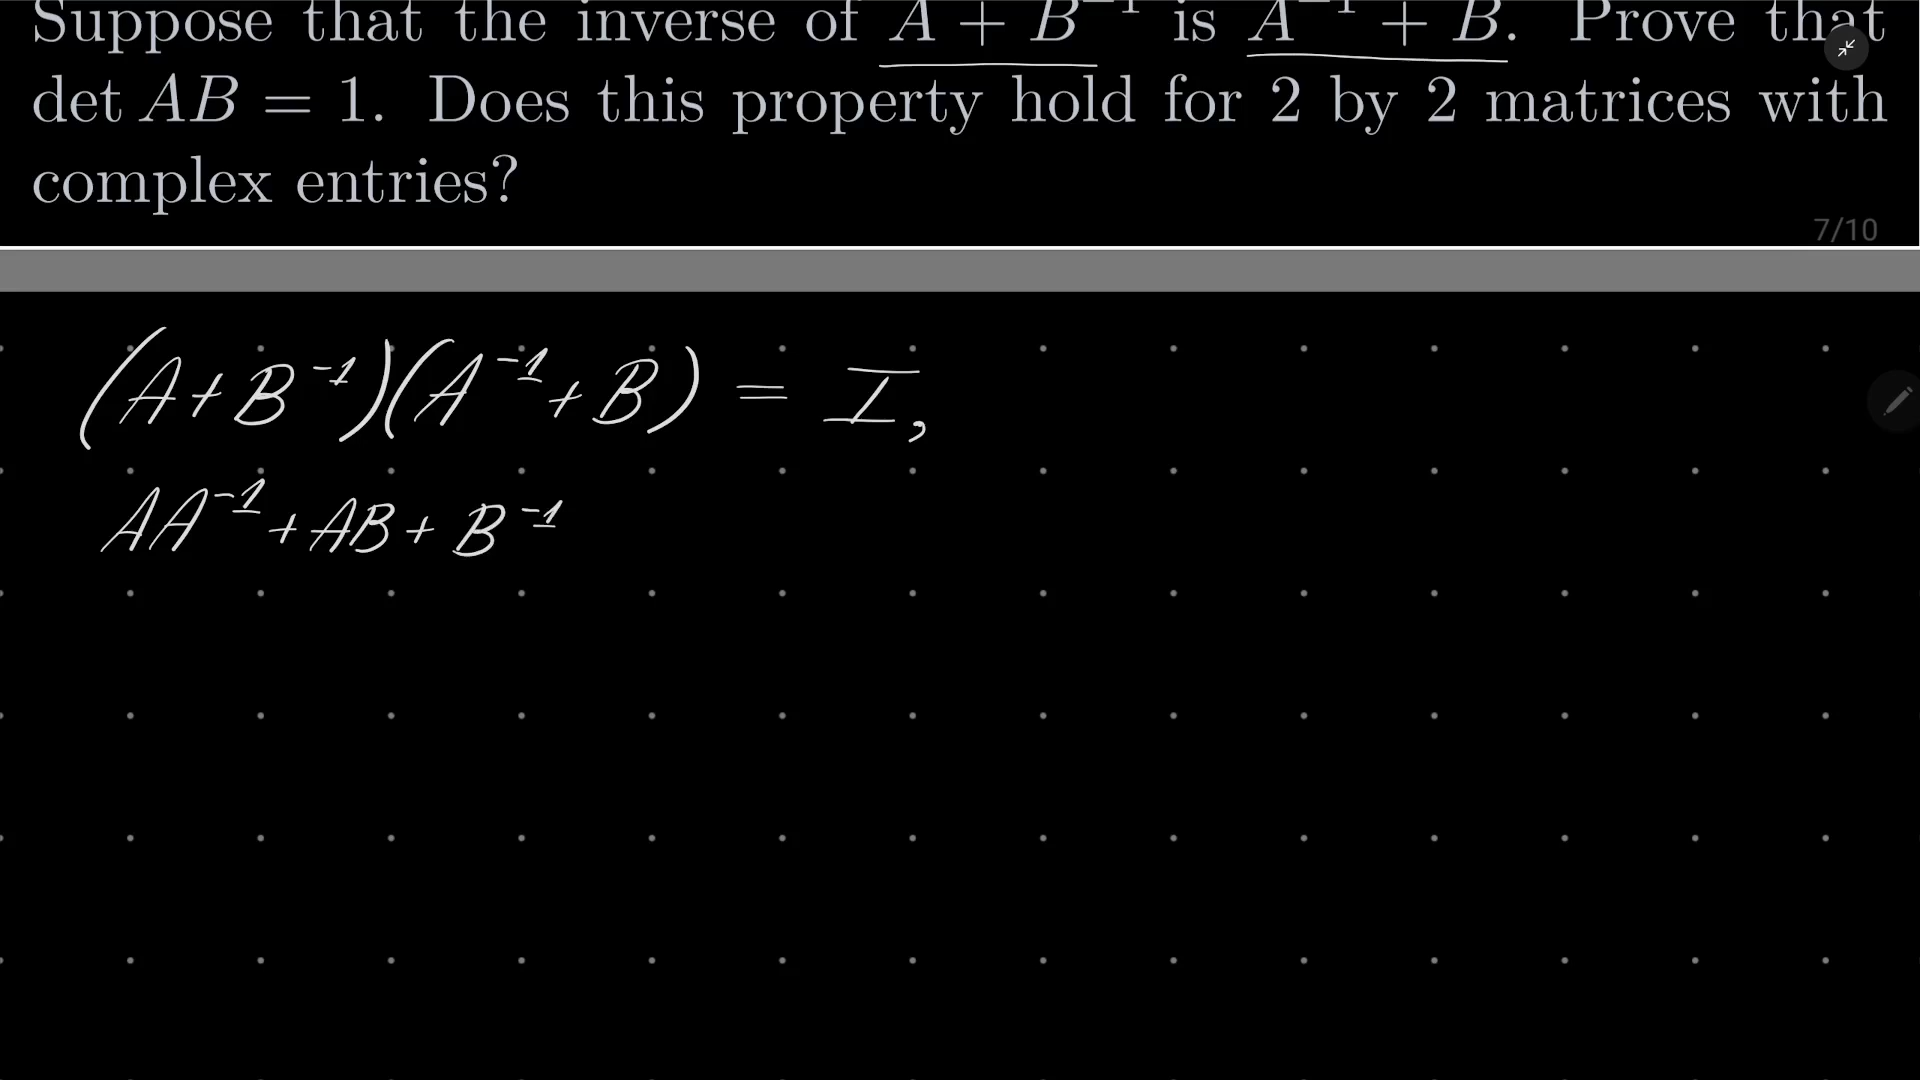 Suppose that the inverse of A + B⁻¹ is A⁻¹ + B. Prove that
det AB = 1. Does this property hold for 2 by 2 matrices with
complex entries?
7/10
(A+B⁻¹)(A⁻¹+B) = I,
AA⁻¹+AB+B⁻¹